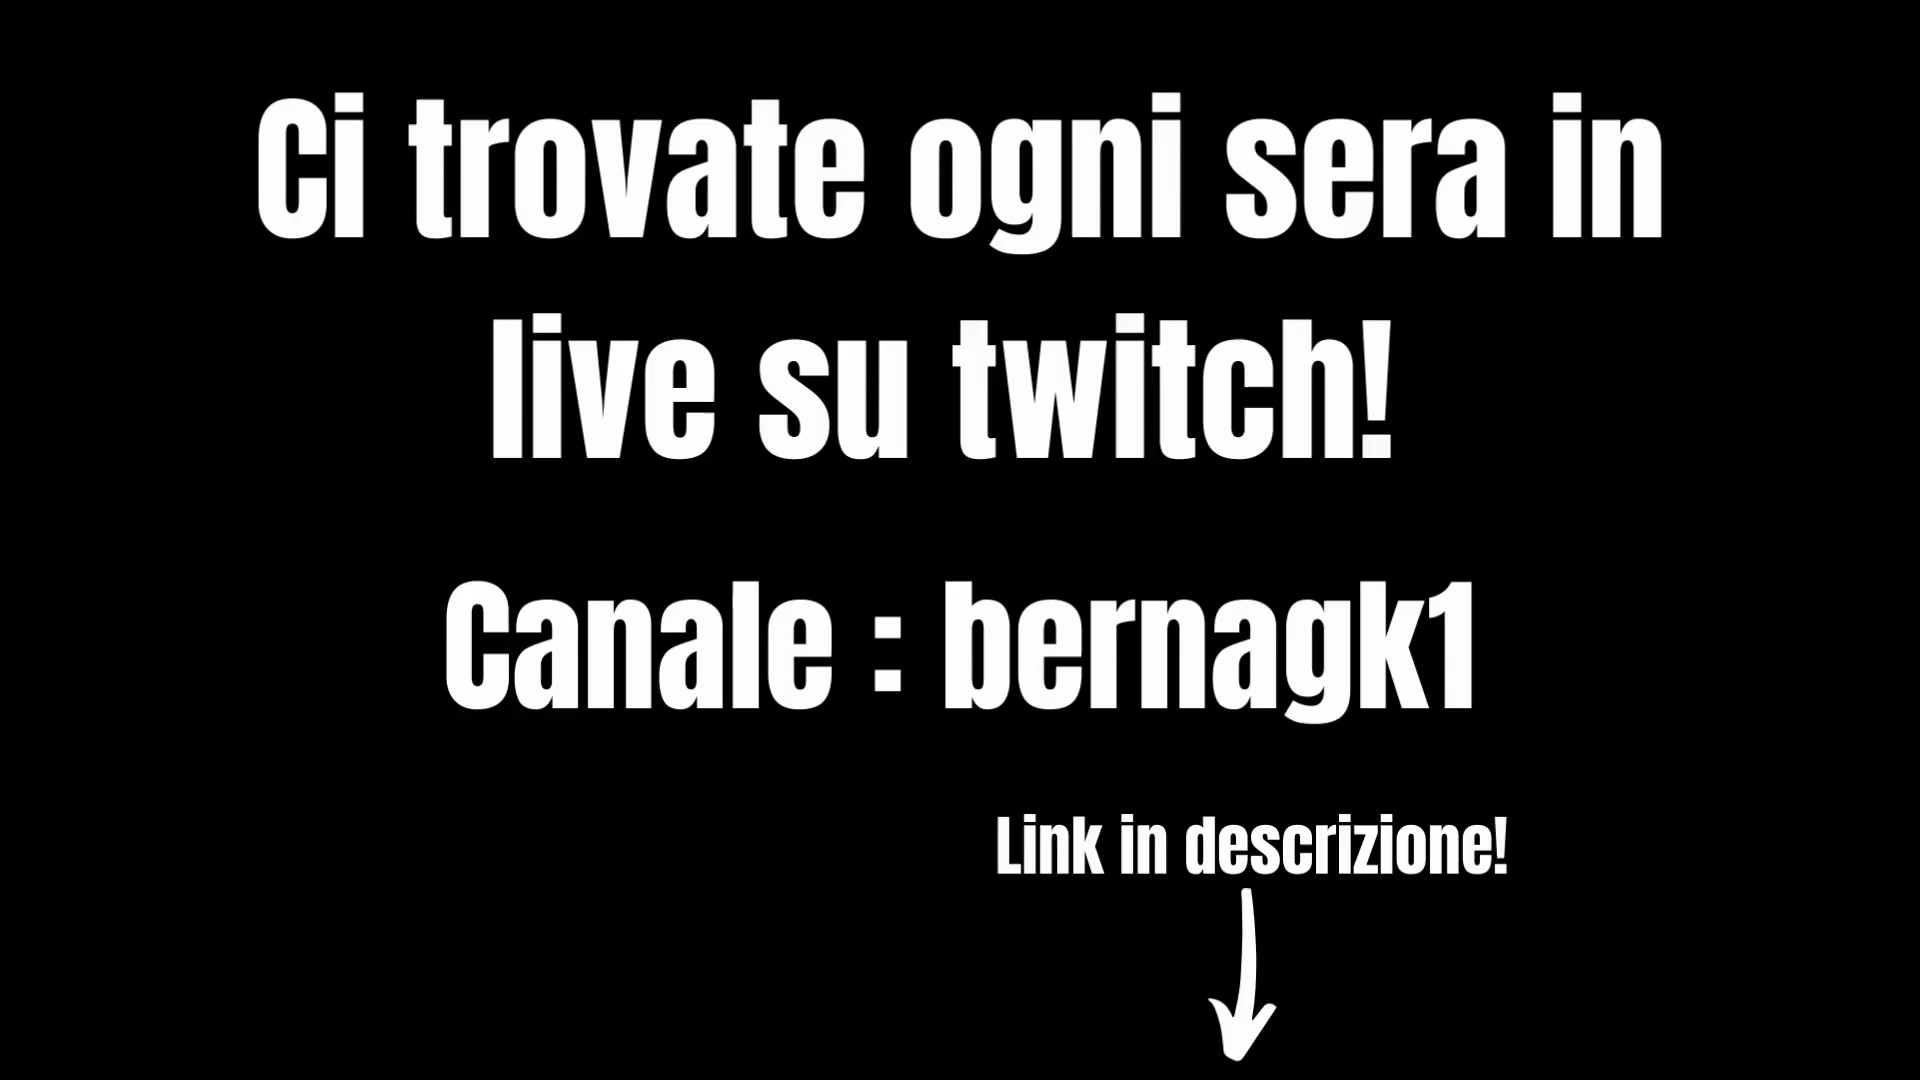 Ci trovate ogni sera in
live su twitch!
Canale : bernagk1
Link in descrizione!